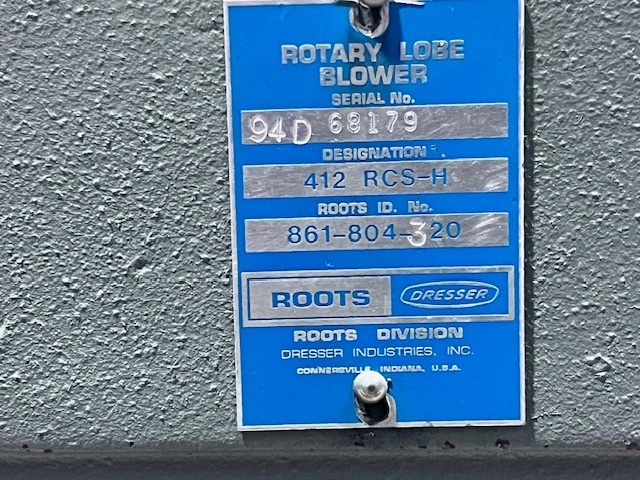 ROTARY LOBE
BLOWER
SERIAL No.
94D 68179
DESIGNATION
412 RCS-H
ROOTS ID. No.
861-804-320
ROOTS DRESSER
ROOTS DIVISION
DRESSER INDUSTRIES, INC.
CONNERSVILLE, INDIANA, U.S.A.